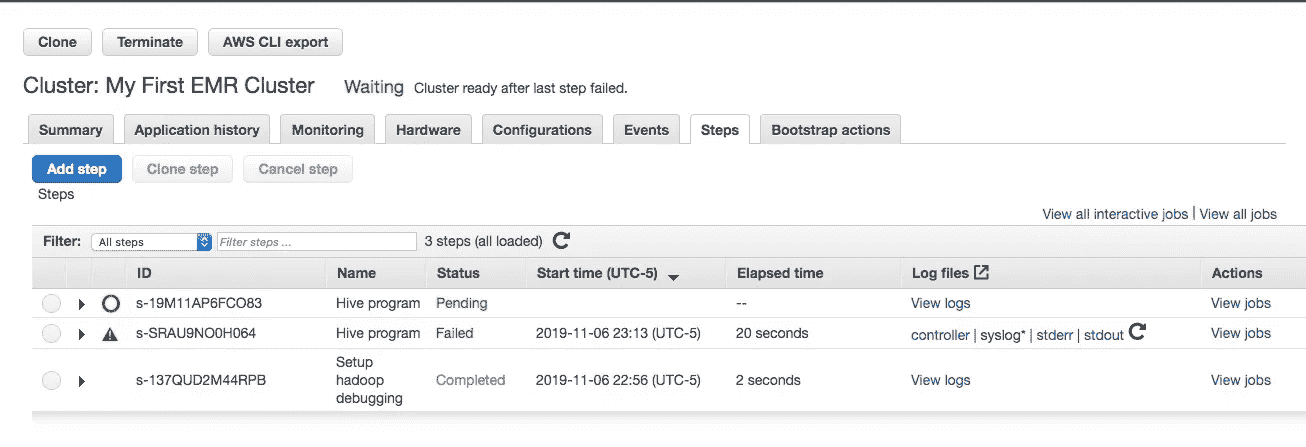 Clone Terminate AWS CLI export
Cluster: My First EMR Cluster Waiting Cluster ready after last step failed.
Summary Application history Monitoring Hardware Configurations Events Steps Bootstrap actions
Add step Clone step Cancel step
Steps
View all interactive jobs | View all jobs
Filter: All steps Filter steps ... 3 steps (all loaded)
ID Name Status Start time (UTC-5) Elapsed time Log files Actions
s-19M11AP6FCO83 Hive program Pending -- View logs View jobs
s-SRAU9NO0H064 Hive program Failed 2019-11-06 23:13 (UTC-5) 20 seconds controller | syslog* | stderr | stdout View jobs
Setup
s-137QUD2M44RPB hadoop Completed 2019-11-06 22:56 (UTC-5) 2 seconds View logs View jobs
debugging